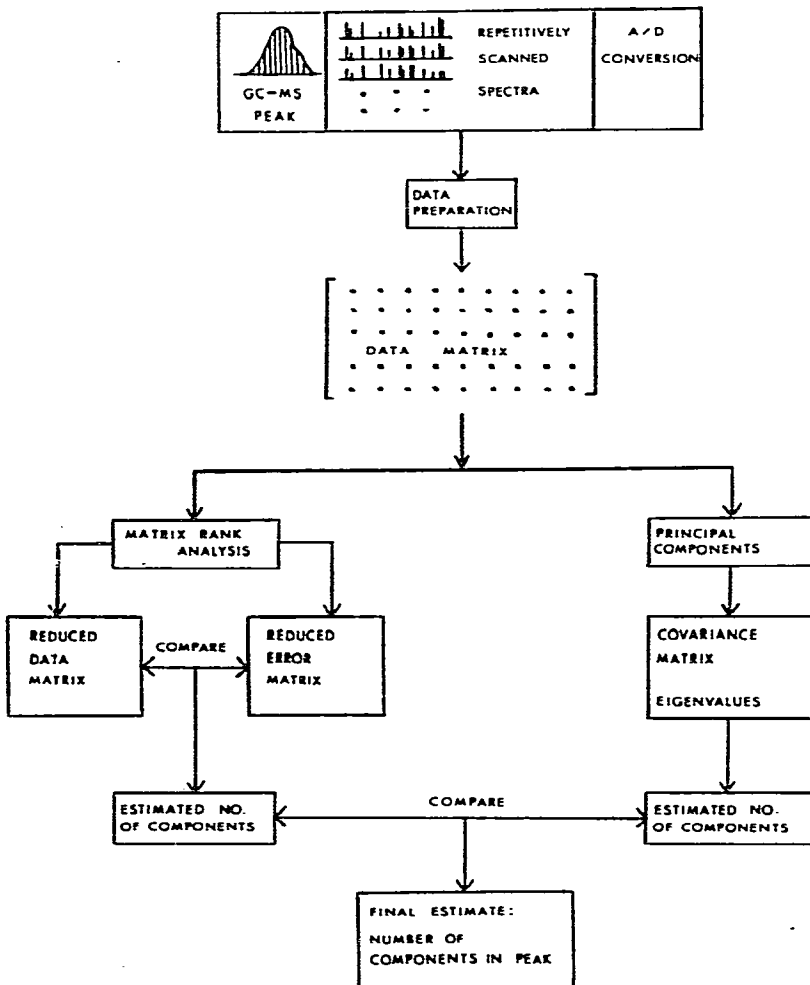 GC-MS
PEAK
REPETITIVELY
SCANNED
SPECTRA
A/D
CONVERSION
DATA
PREPARATION
DATA MATRIX
MATRIX RANK
ANALYSIS
PRINCIPAL
COMPONENTS
REDUCED
DATA
MATRIX
COMPARE
REDUCED
ERROR
MATRIX
COVARIANCE
MATRIX
EIGENVALUES
ESTIMATED NO.
OF COMPONENTS
COMPARE
ESTIMATED NO.
OF COMPONENTS
FINAL ESTIMATE:
NUMBER OF
COMPONENTS IN PEAK